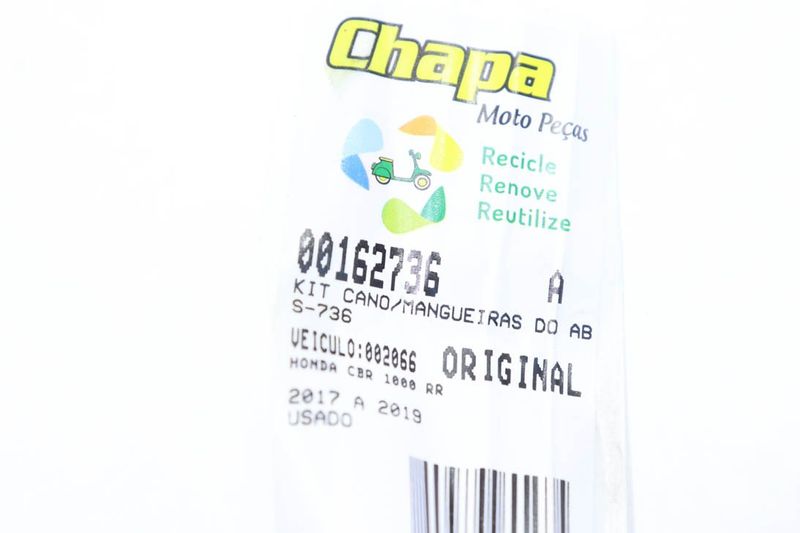 Chapa
Moto Peças
Recicle
Renove
Reutilize
00162736 A
KIT CANO/MANGUEIRAS DO AB
S-736
VEICULO:002066 ORIGINAL
HONDA CBR 1000 RR
2017 A 2019
USADO